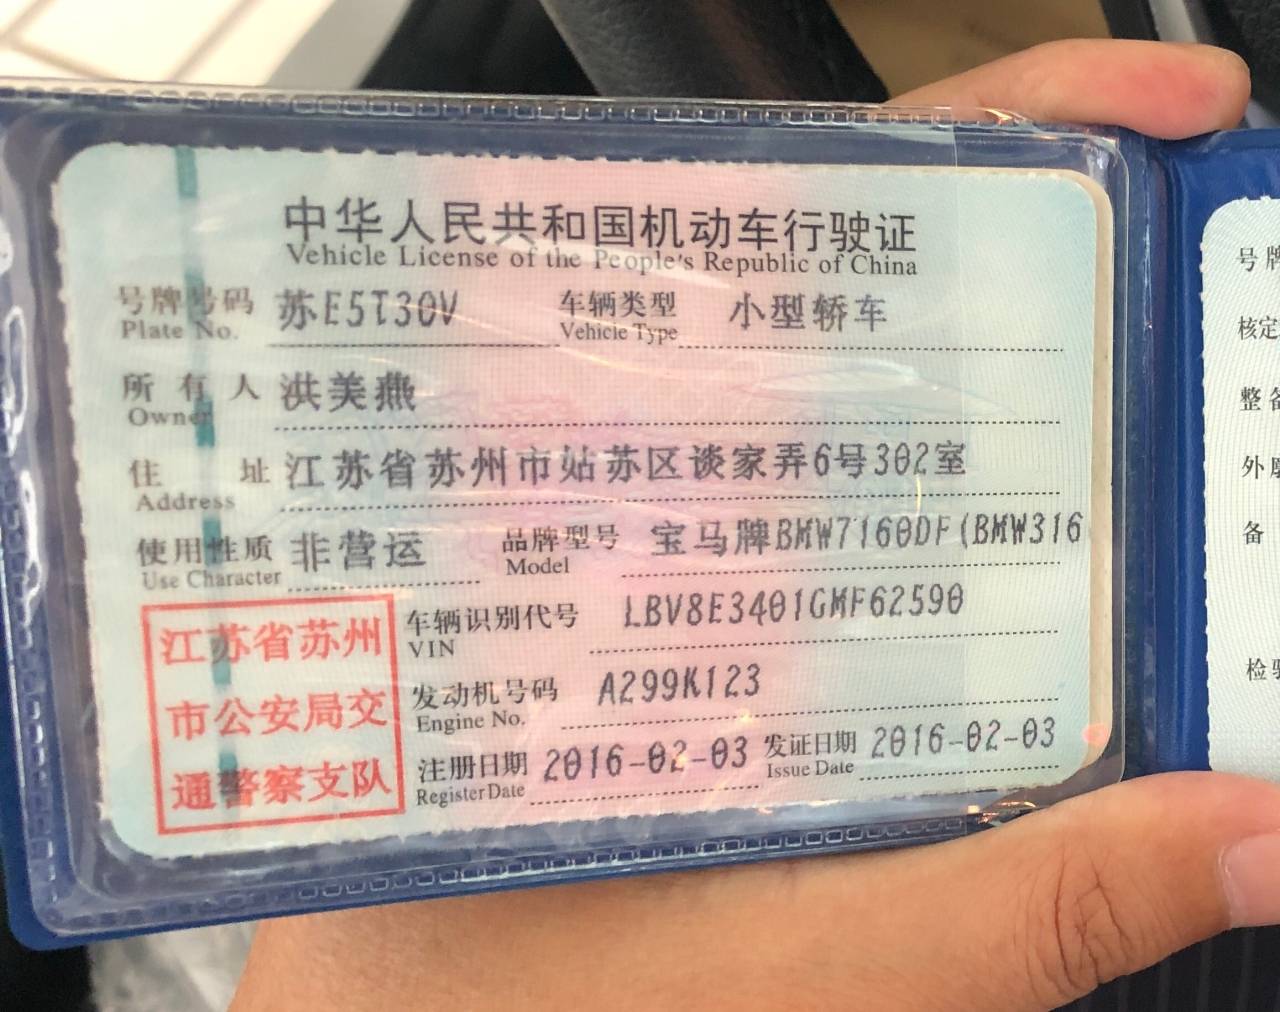 中华人民共和国机动车行驶证
Vehicle License of the People's Republic of China
号牌号码 苏E5T30V 车辆类型 小型轿车
Plate No. Vehicle Type
所有人 洪美燕
Owner
住址 江苏省苏州市姑苏区谈家弄6号302室
Address
使用性质 非营运 品牌型号 宝马牌BMW7160DF(BMW316
Use Character Model
江苏省苏州
市公安局交
通警察支队
车辆识别代号 LBV8E3401GMF62590
VIN
发动机号码 A299K123
Engine No.
注册日期 2016-02-03 发证日期 2016-02-03
Register Date Issue Date
号牌
核定
整备
外
备
检验